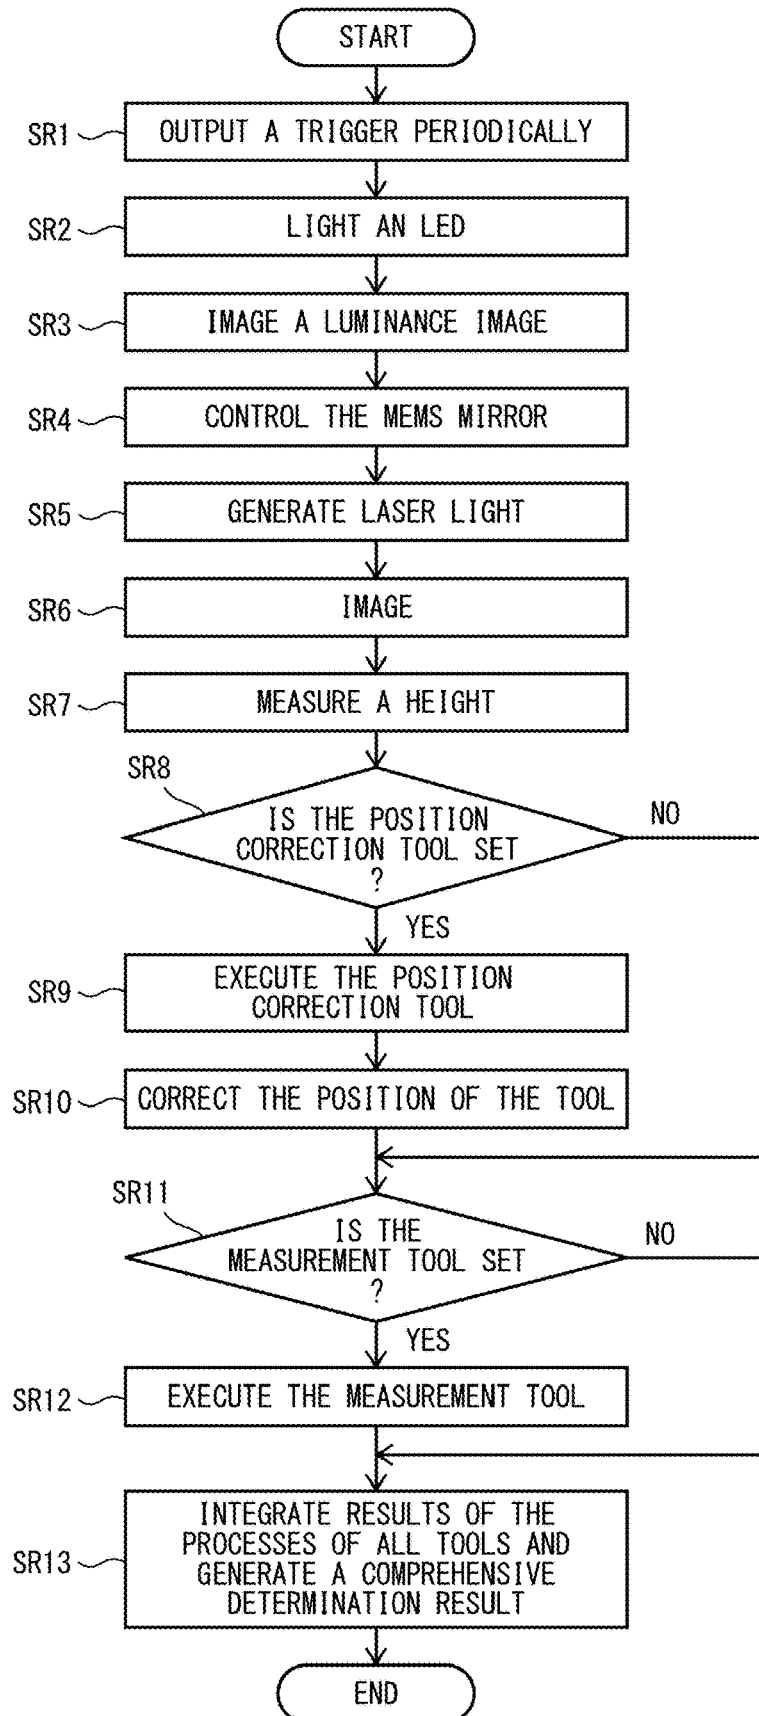 START
SR1
OUTPUT A TRIGGER PERIODICALLY
SR2
LIGHT AN LED
SR3
IMAGE A LUMINANCE IMAGE
SR4
CONTROL THE MEMS MIRROR
SR5
GENERATE LASER LIGHT
SR6
IMAGE
SR7
MEASURE A HEIGHT
SR8
IS THE POSITION
CORRECTION TOOL SET
?
NO
YES
SR9
EXECUTE THE POSITION
CORRECTION TOOL
SR10
CORRECT THE POSITION OF THE TOOL
SR11
IS THE
MEASUREMENT TOOL SET
?
NO
YES
SR12
EXECUTE THE MEASUREMENT TOOL
SR13
INTEGRATE RESULTS OF THE
PROCESSES OF ALL TOOLS AND
GENERATE A COMPREHENSIVE
DETERMINATION RESULT
END